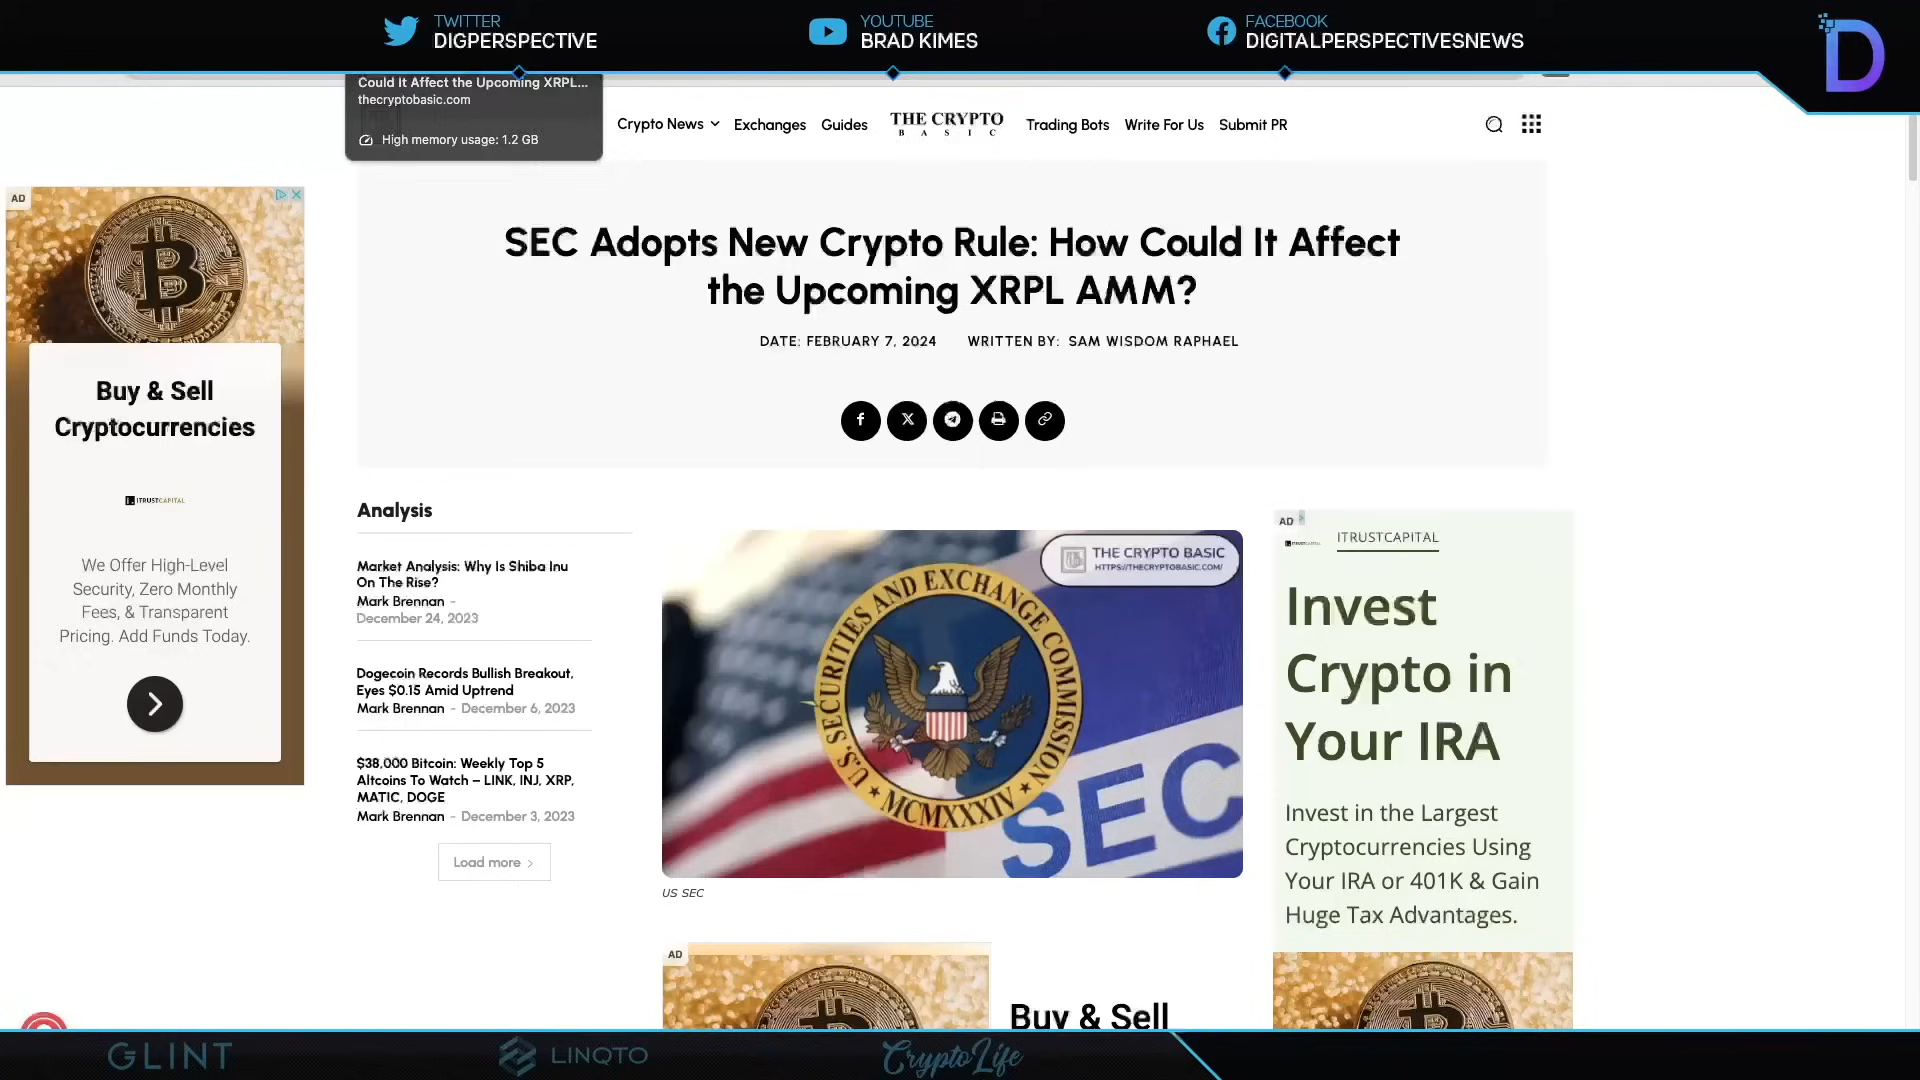 TWITTER
DIGPERSPECTIVE
YOUTUBE
BRAD KIMES
FACEBOOK
DIGITALPERSPECTIVESNEWS
D
Could It Affect the Upcoming XRPL...
thecryptobasic.com
High memory usage: 1.2 GB
Crypto News
Exchanges
Guides
THE CRYPTO
BASIC
Trading Bots
Write For Us
Submit PR
SEC Adopts New Crypto Rule: How Could It Affect
the Upcoming XRPL AMM?
DATE: FEBRUARY 7, 2024
WRITTEN BY: SAM WISDOM RAPHAEL
AD
Buy & Sell
Cryptocurrencies
ITRUSTCAPITAL
We Offer High-Level
Security, Zero Monthly
Fees, & Transparent
Pricing. Add Funds Today.
Analysis
Market Analysis: Why Is Shiba Inu
On The Rise?
Mark Brennan -
December 24, 2023
Dogecoin Records Bullish Breakout,
Eyes $0.15 Amid Uptrend
Mark Brennan - December 6, 2023
$38,000 Bitcoin: Weekly Top 5
Altcoins To Watch – LINK, INJ, XRP,
MATIC, DOGE
Mark Brennan - December 3, 2023
Load more
THE CRYPTO BASIC
HTTPS://THECRYPTOBASIC.COM/
U.S. SECURITIES AND EXCHANGE COMMISSION
MCMXXXIV
SEC
US SEC
AD
Buy & Sell
AD
ITRUSTCAPITAL
Invest
Crypto in
Your IRA
Invest in the Largest
Cryptocurrencies Using
Your IRA or 401K & Gain
Huge Tax Advantages.
GLINT
LINQTO
CryptoLife